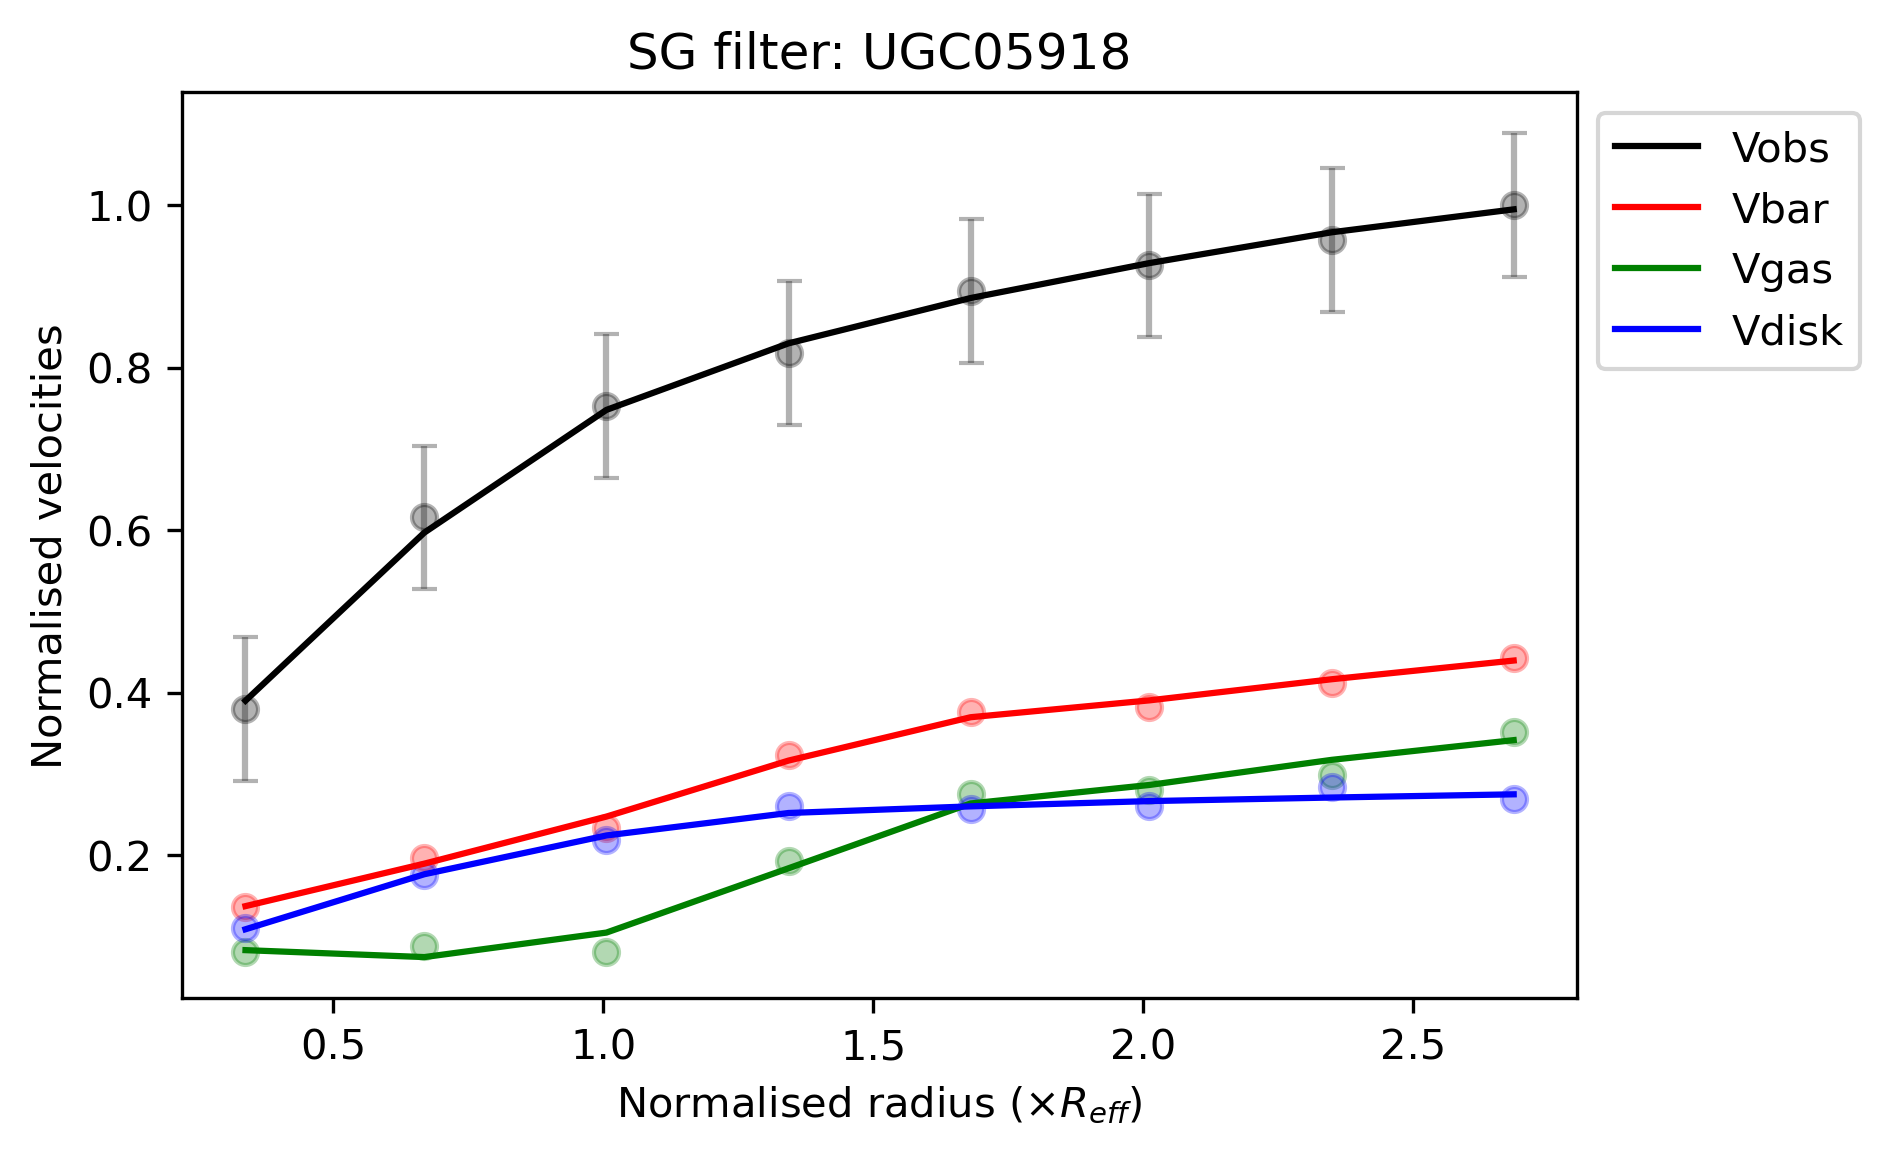 SG filter: UGC05918
Normalised velocities
1.0
0.8
0.6
0.4
0.2
0.5 1.0 1.5 2.0 2.5
Normalised radius (×R_eff)
Vobs
Vbar
Vgas
Vdisk